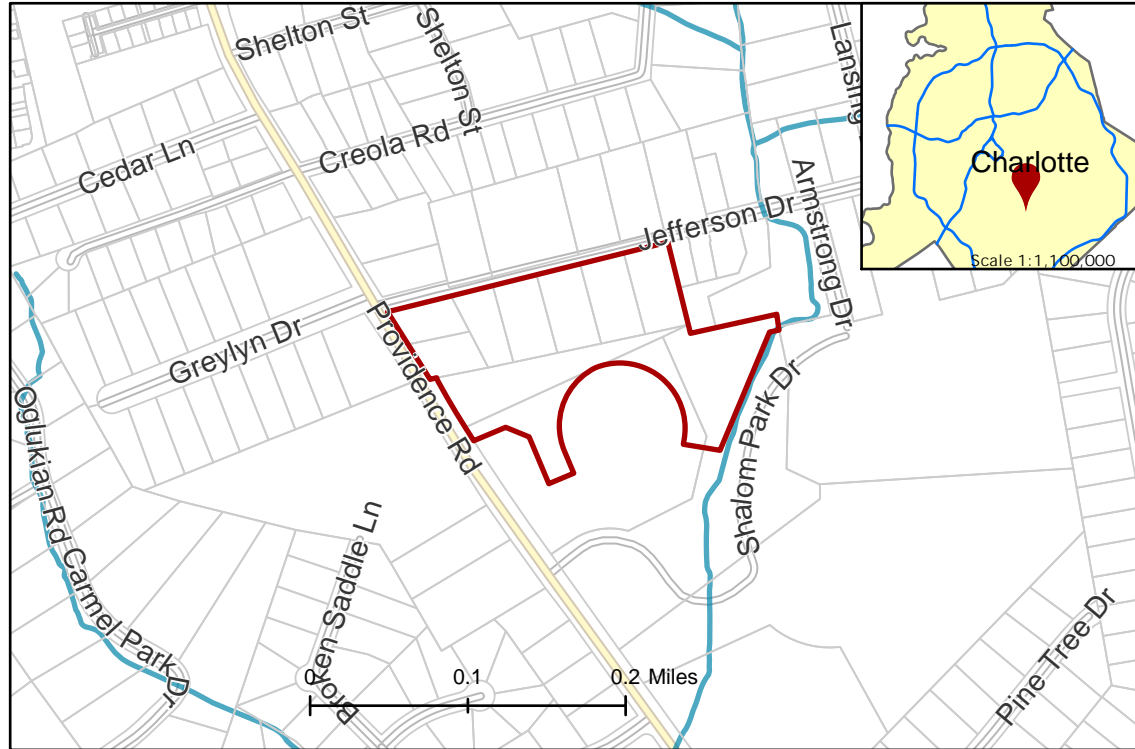 Shelton St
Shelton St
Lansing
Cedar Ln
Creola Rd
Charlotte
Scale 1:1,100,000
Armstrong Dr
Jefferson Dr
Greylyn Dr
Providence Rd
Shalom Park Dr
Oglukian Rd
Carmel Park Dr
Broken Saddle Ln
Pine Tree Dr
0 0.1 0.2 Miles